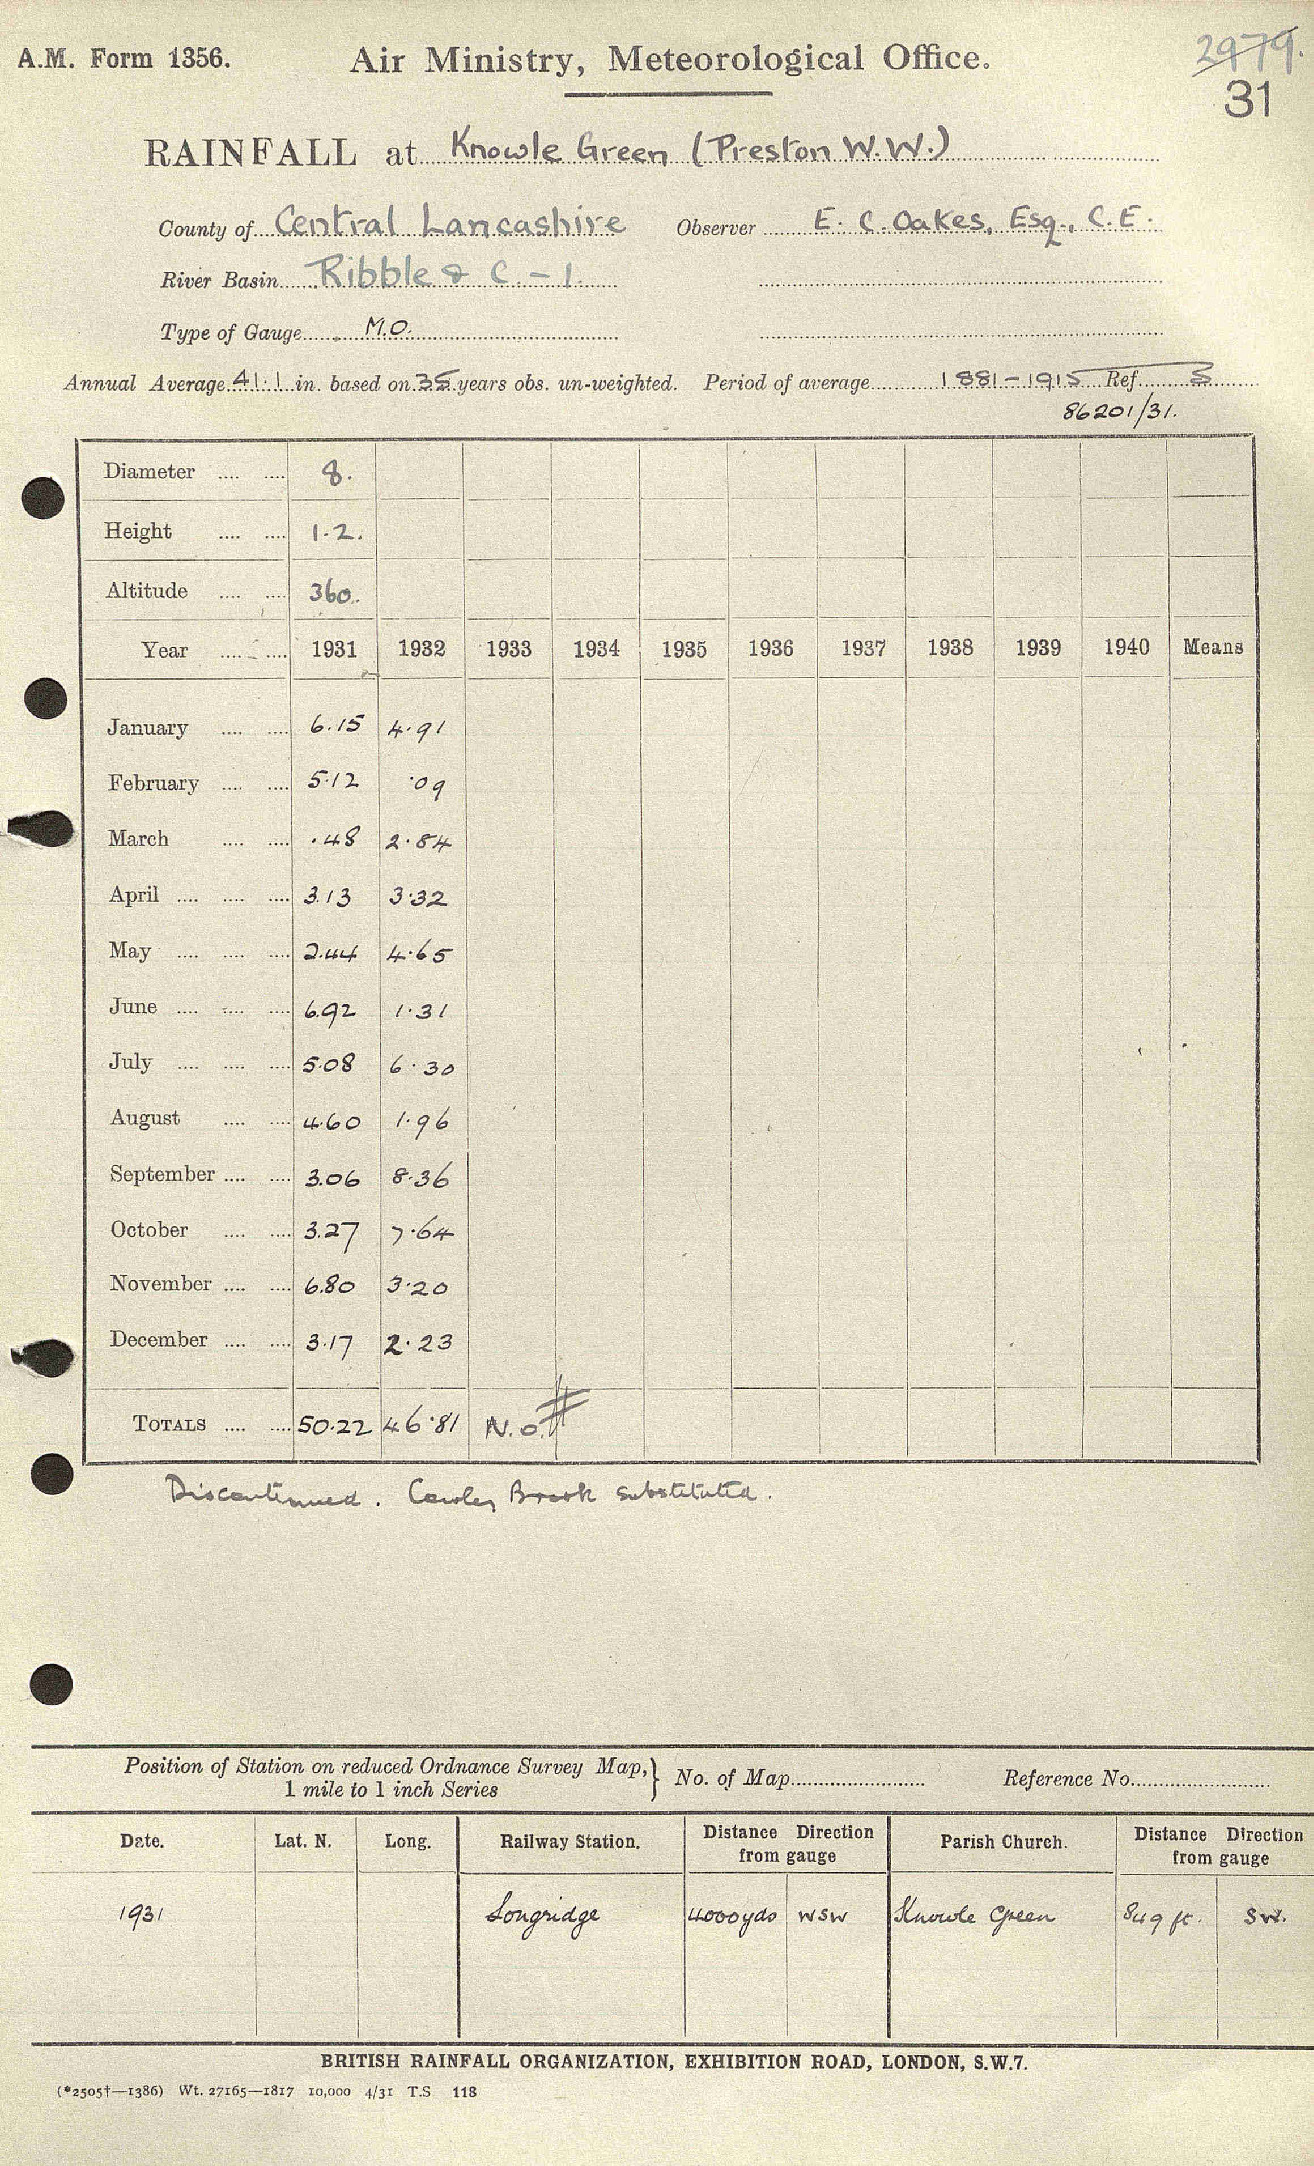 A.M. Form 1356. Air Ministry, Meteorological Office. 2979.
31
RAINFALL at Knowle Green (Preston W.W.)
County of Central Lancashire Observer E. C. Oakes, Esq., C.E.
River Basin Ribble & C. - 1.
Type of Gauge M.O.
Annual Average 41.1 in. based on 35 years obs. un-weighted. Period of average 1881-1915 Ref. S
86201/31.
Diameter 8.
Height 1.2.
Altitude 360.
Year 1931 1932 1933 1934 1935 1936 1937 1938 1939 1940 Means
January 6.15 4.91
February 5.12 .09
March .48 2.84
April 3.13 3.32
May 2.44 4.65
June 6.92 1.31
July 5.08 6.30
August 4.60 1.96
September 3.06 8.36
October 3.27 7.64
November 6.80 3.20
December 3.17 2.23
TOTALS 50.22 46.81 N.o.
Discontinued. Cowley Brook substituted.
Position of Station on reduced Ordnance Survey Map, } No. of Map Reference No.
1 mile to 1 inch Series
Date. Lat. N. Long. Railway Station. Distance Direction from gauge Parish Church. Distance Direction from gauge
1931 Longridge 4000yds WSW Knowle Green 849 ft. SW.
BRITISH RAINFALL ORGANIZATION, EXHIBITION ROAD, LONDON, S.W.7.
(*2505†—1386) Wt. 27165—1817 10,000 4/31 T.S 118